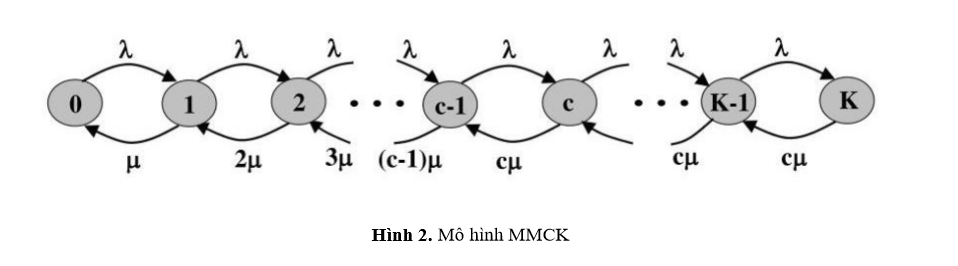 λ λ λ λ λ λ λ λ
0 1 2 • • • c-1 c • • • K-1 K
μ 2μ 3μ (c-1)μ cμ cμ cμ
Hình 2. Mô hình MMCK